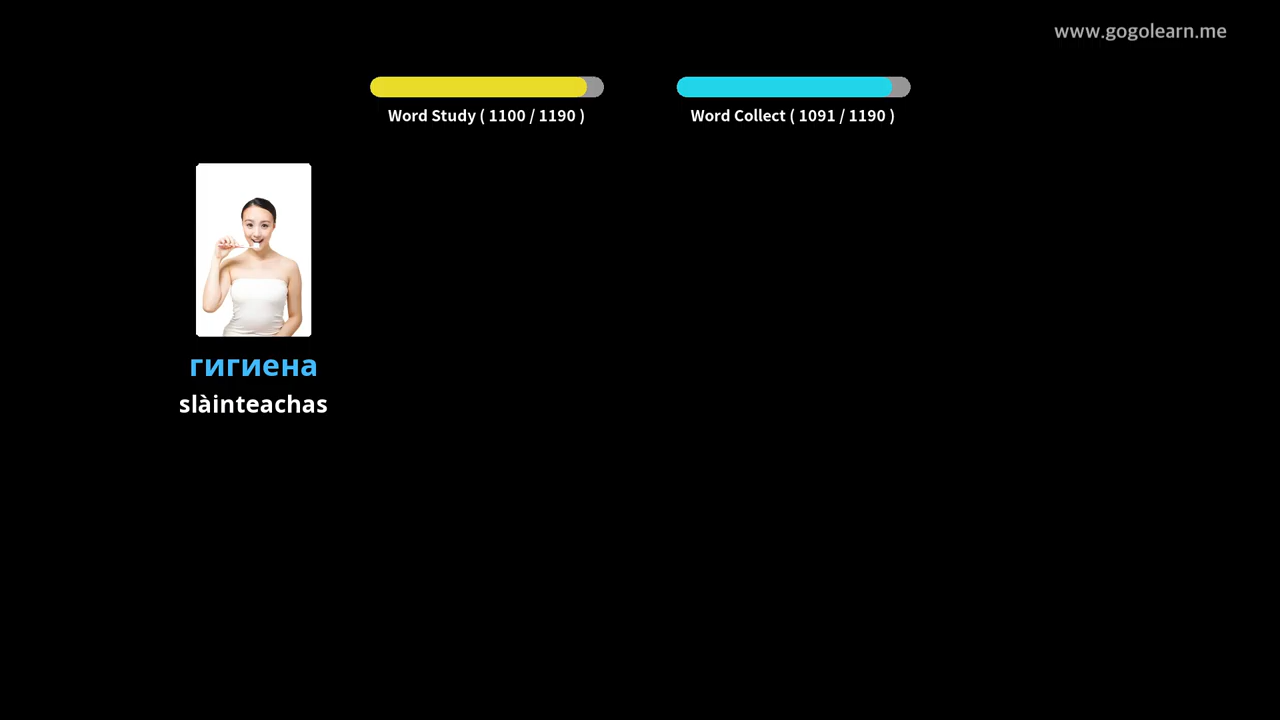 www.gogolearn.me
Word Study ( 1100 / 1190 )
Word Collect ( 1091 / 1190 )
гигиена
slàinteachas